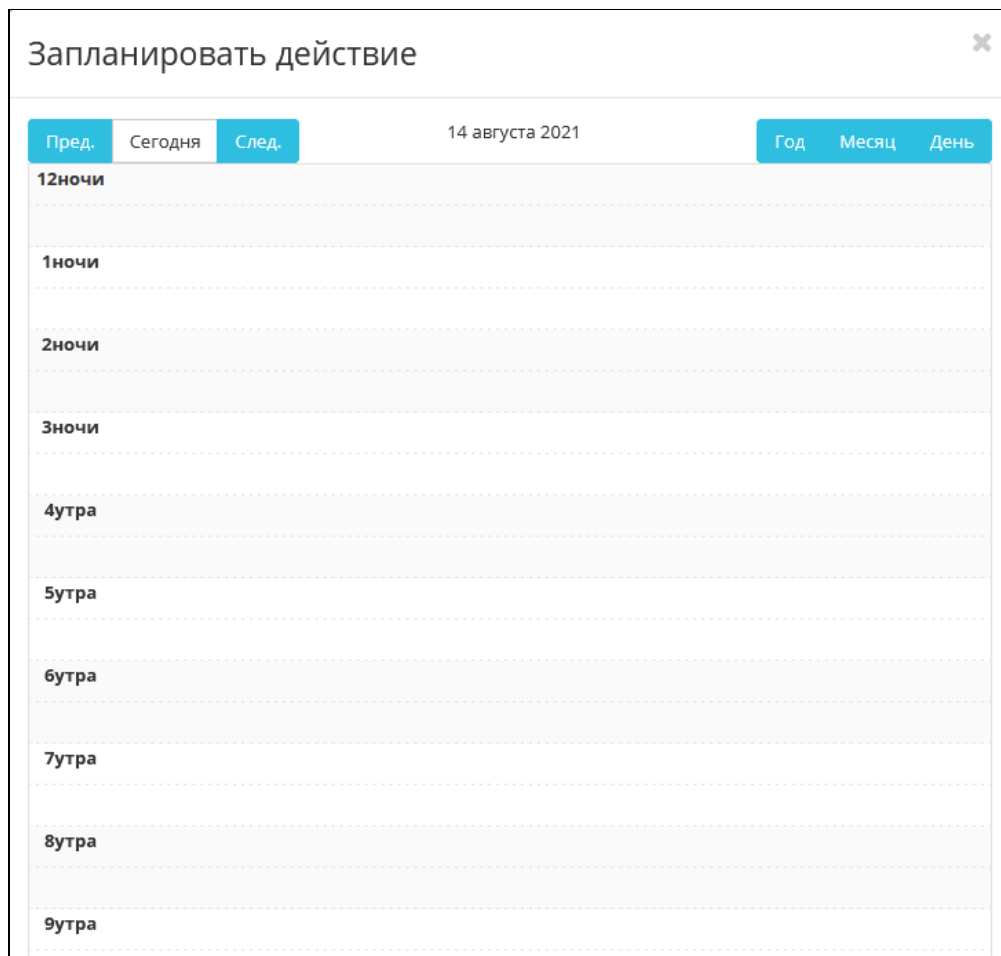 Запланировать действие
Пред. Сегодня След. 14 августа 2021 Год Месяц День
12ночи
1ночи
2ночи
3ночи
4утра
5утра
6утра
7утра
8утра
9утра